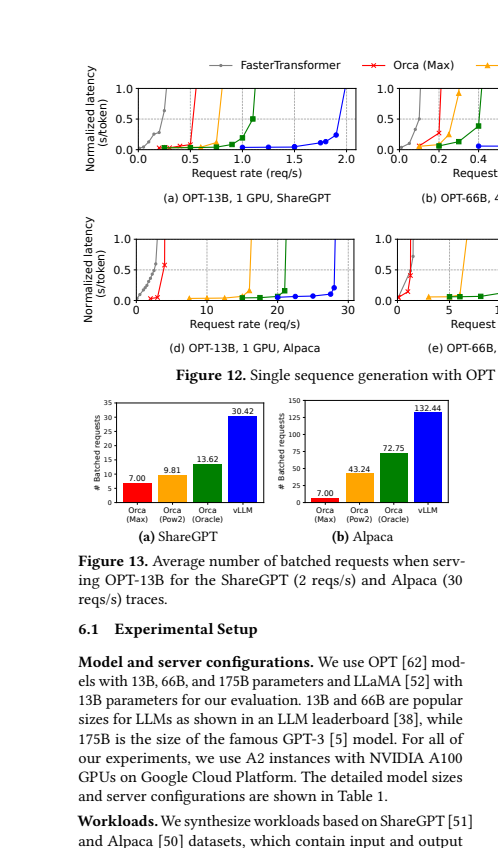 FasterTransformer Orca (Max)
Normalized latency
(s/token)
1.0
0.5
0.0
0.0 0.5 1.0 1.5 2.0
Request rate (req/s)
(a) OPT-13B, 1 GPU, ShareGPT
1.0
0.5
0.0
0.0 0.2 0.4
Request
(b) OPT-66B, 4
Normalized latency
(s/token)
1.0
0.5
0.0
0 10 20 30
Request rate (req/s)
(d) OPT-13B, 1 GPU, Alpaca
1.0
0.5
0.0
0 5
Request
(e) OPT-66B,
Figure 12. Single sequence generation with OPT
# Batched requests
35
30
25
20
15
10
5
0
7.00 9.81 13.62 30.42
Orca Orca Orca vLLM
(Max) (Pow2) (Oracle)
(a) ShareGPT
# Batched requests
150
125
100
75
50
25
0
7.00 43.24 72.75 132.44
Orca Orca Orca vLLM
(Max) (Pow2) (Oracle)
(b) Alpaca
Figure 13. Average number of batched requests when serv-
ing OPT-13B for the ShareGPT (2 reqs/s) and Alpaca (30
reqs/s) traces.
6.1 Experimental Setup
Model and server configurations. We use OPT [62] mod-
els with 13B, 66B, and 175B parameters and LLaMA [52] with
13B parameters for our evaluation. 13B and 66B are popular
sizes for LLMs as shown in an LLM leaderboard [38], while
175B is the size of the famous GPT-3 [5] model. For all of
our experiments, we use A2 instances with NVIDIA A100
GPUs on Google Cloud Platform. The detailed model sizes
and server configurations are shown in Table 1.
Workloads. We synthesize workloads based on ShareGPT [51]
and Alpaca [50] datasets, which contain input and output